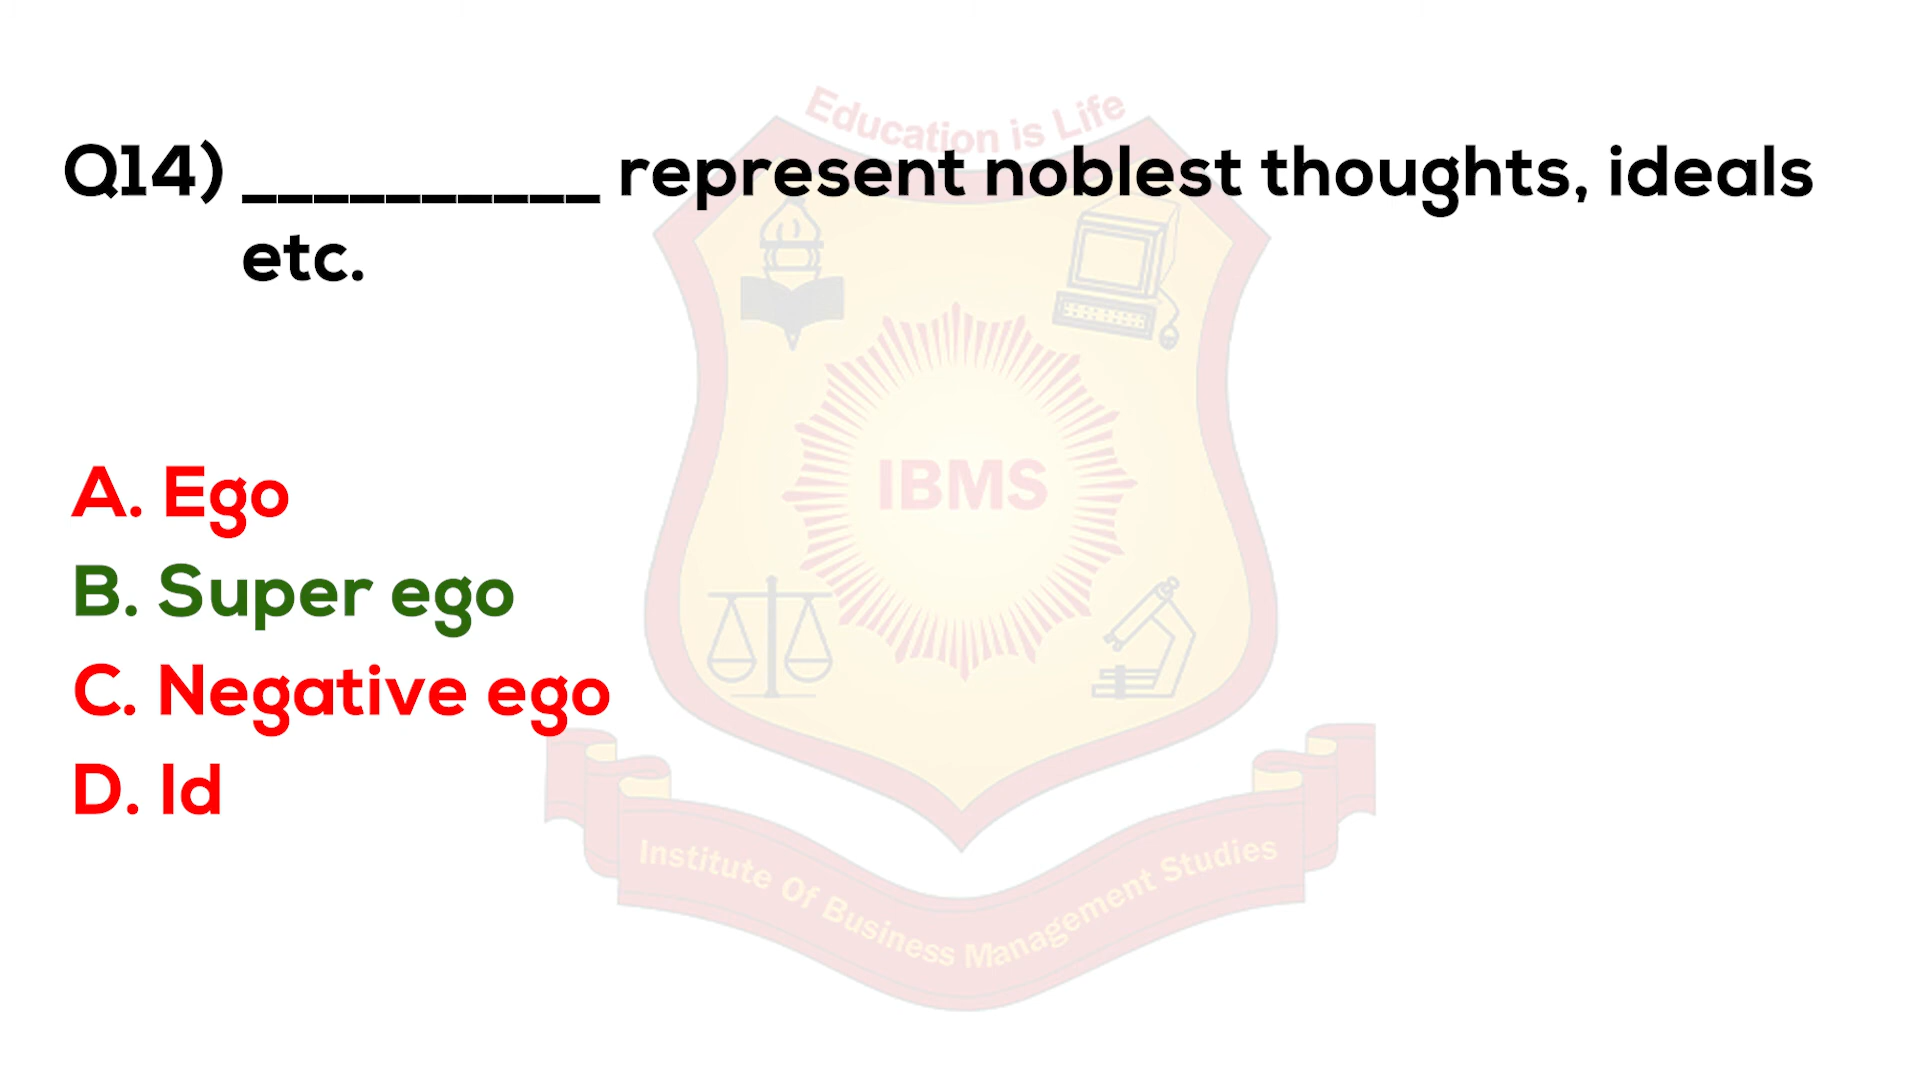 Education is Life
Q14) __________ represent noblest thoughts, ideals
etc.
IBMS
A. Ego
B. Super ego
C. Negative ego
D. Id
Institute Of Business Management Studies